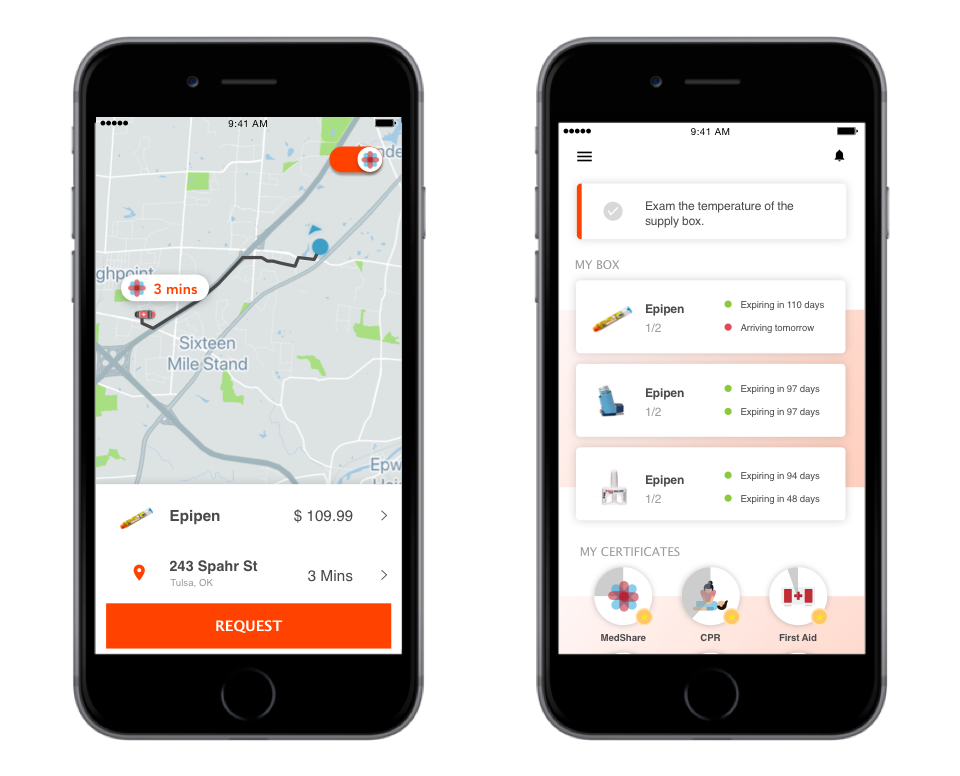 9:41 AM
nde
ghpoint
3 mins
Sixteen
Mile Stand
Epw
Epipen
$ 109.99
243 Spahr St
Tulsa, OK
3 Mins
REQUEST
9:41 AM
Exam the temperature of the
supply box.
MY BOX
Epipen
1/2
Expiring in 110 days
Arriving tomorrow
Epipen
1/2
Expiring in 97 days
Expiring in 97 days
Epipen
1/2
Expiring in 94 days
Expiring in 48 days
MY CERTIFICATES
MedShare
CPR
First Aid